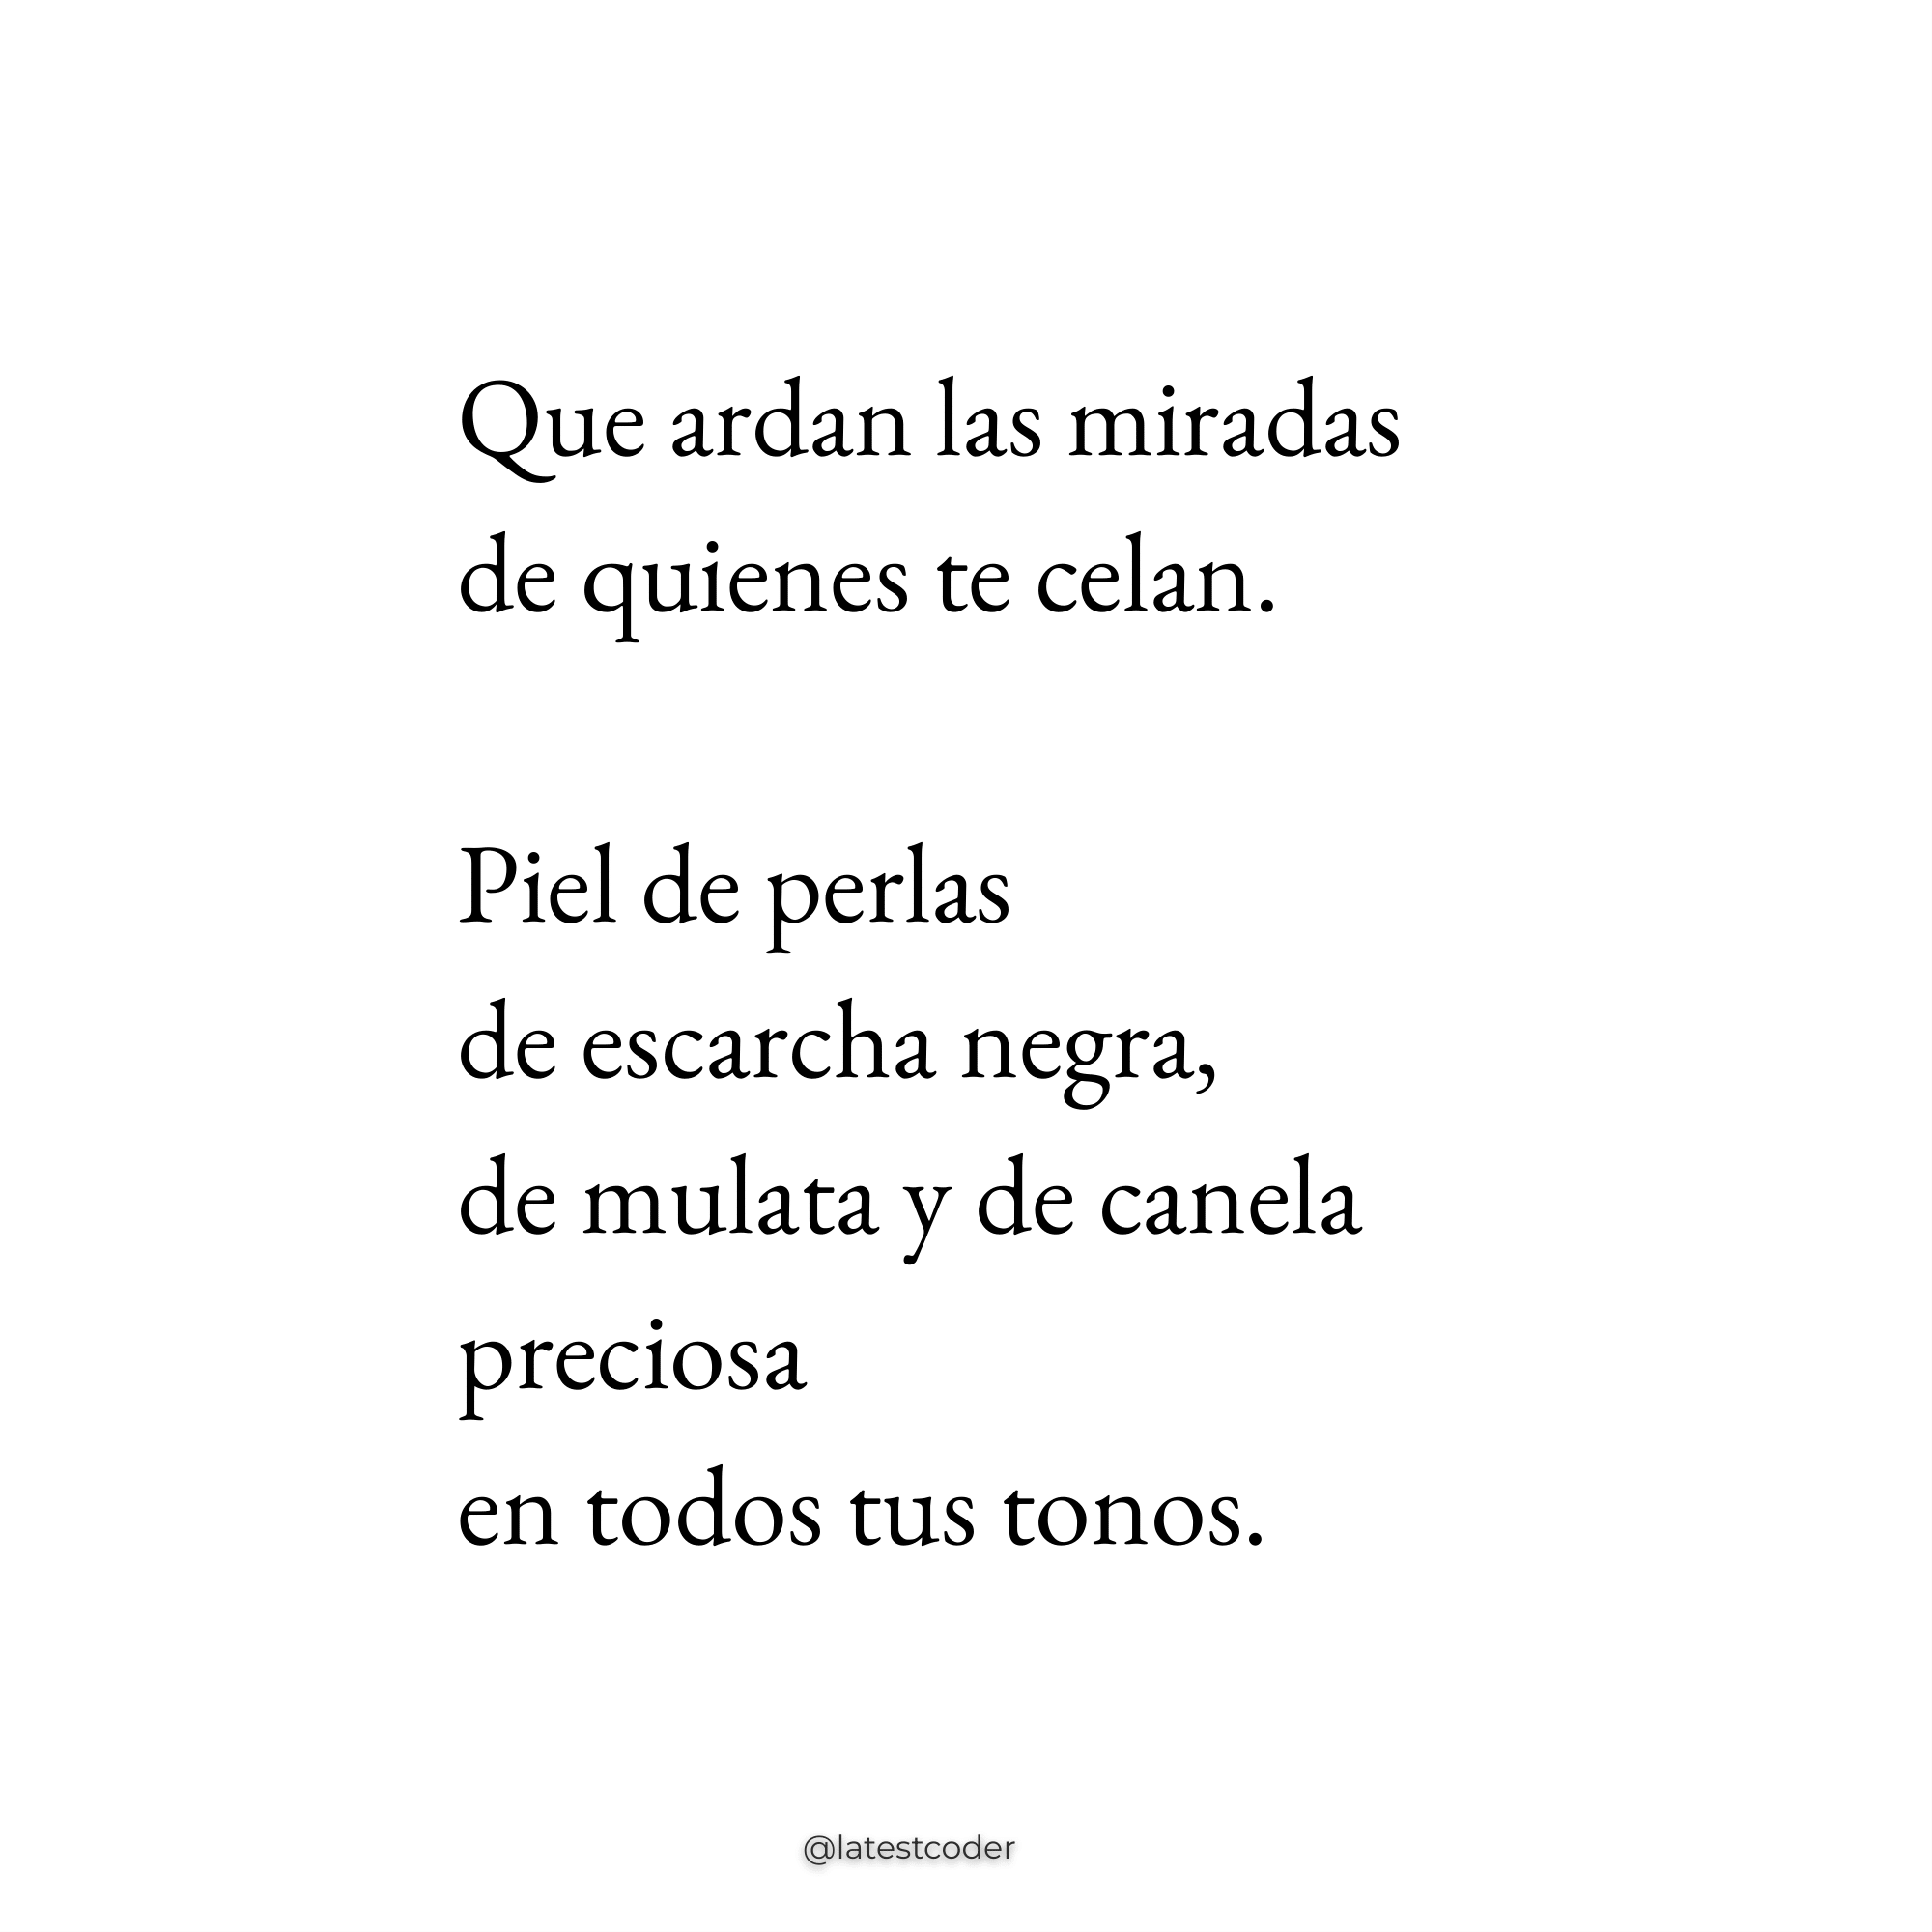 Que ardan las miradas
de quienes te celan.
Piel de perlas
de escarcha negra,
de mulata y de canela
preciosa
en todos tus tonos.
@latestcoder